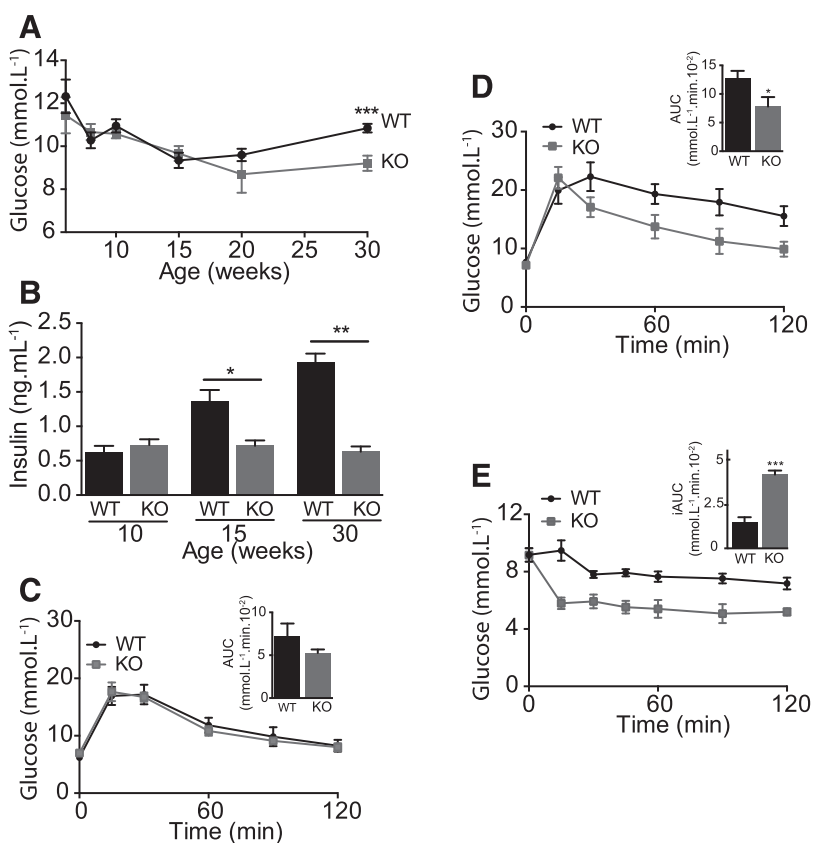 A
Glucose (mmol.L-1)
14
12
10
8
6
***
WT
KO
10
15
20
25
30
Age (weeks)
B
Insulin (ng.mL-1)
2.5
2.0
1.5
1.0
0.5
0.0
*
**
WT KO WT KO WT KO
10 15 30
Age (weeks)
C
Glucose (mmol.L-1)
30
20
10
0
WT
KO
0 60 120
Time (min)
AUC
(mmol.L-1.min.10-2)
10
5
0
WT KO
D
Glucose (mmol.L-1)
30
20
10
0
WT
KO
0 60 120
Time (min)
AUC
(mmol.L-1.min.10-2)
15
10
5
0
*
WT KO
E
Glucose (mmol.L-1)
12
8
4
0
WT
KO
0 60 120
Time (min)
iAUC
(mmol.L-1.min.10-2)
5
2.5
0
***
WT KO